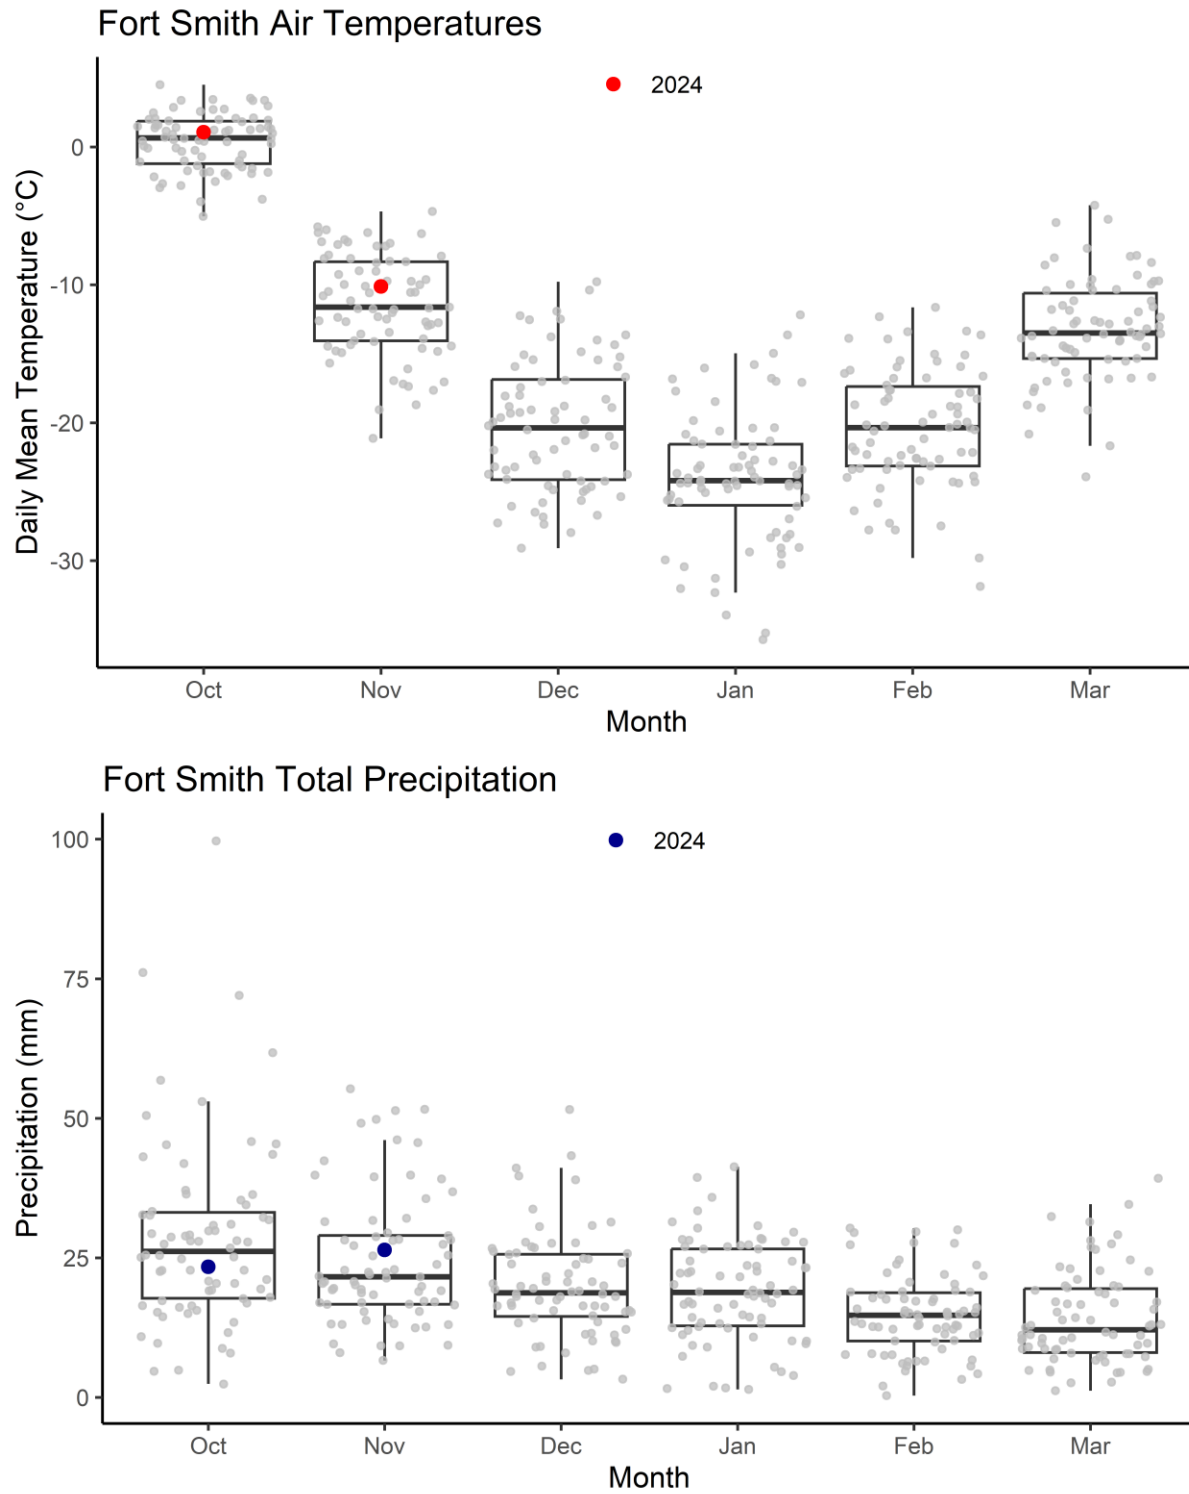 Fort Smith Air Temperatures
2024
Daily Mean Temperature (°C)
0
-10
-20
-30
Oct Nov Dec Jan Feb Mar
Month
Fort Smith Total Precipitation
2024
Precipitation (mm)
100
75
50
25
0
Oct Nov Dec Jan Feb Mar
Month